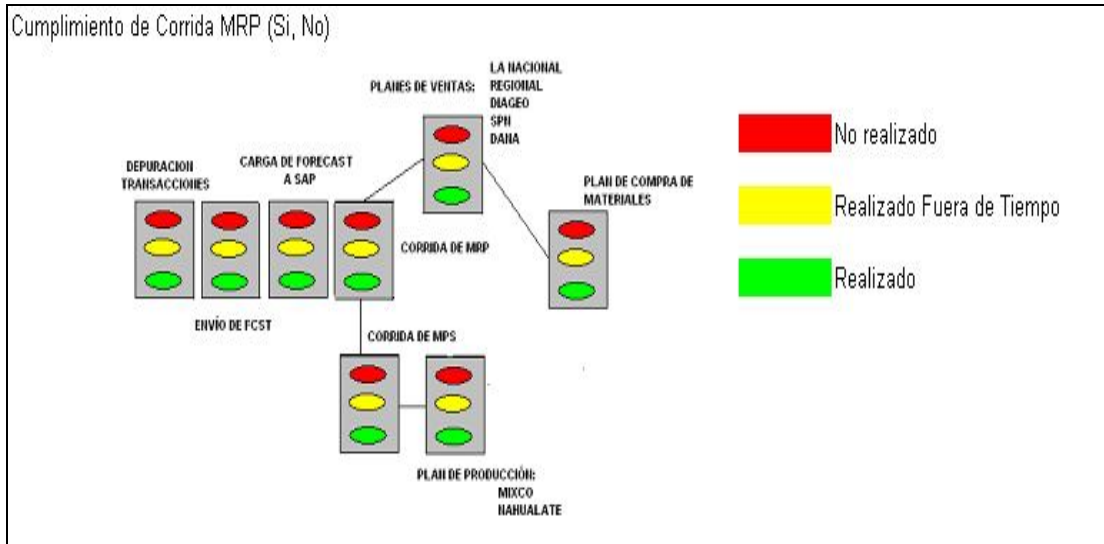 Cumplimiento de Corrida MRP (Si, No)
PLANES DE VENTAS:
LA NACIONAL
REGIONAL
DIAGEO
SPN
DANA
DEPURACION
TRANSACCIONES
CARGA DE FORECAST
A SAP
PLAN DE COMPRA DE
MATERIALES
CORRIDA DE MRP
ENVÍO DE FCST
CORRIDA DE MPS
PLAN DE PRODUCCIÓN:
MIXCO
NAHUALATE
No realizado
Realizado Fuera de Tiempo
Realizado